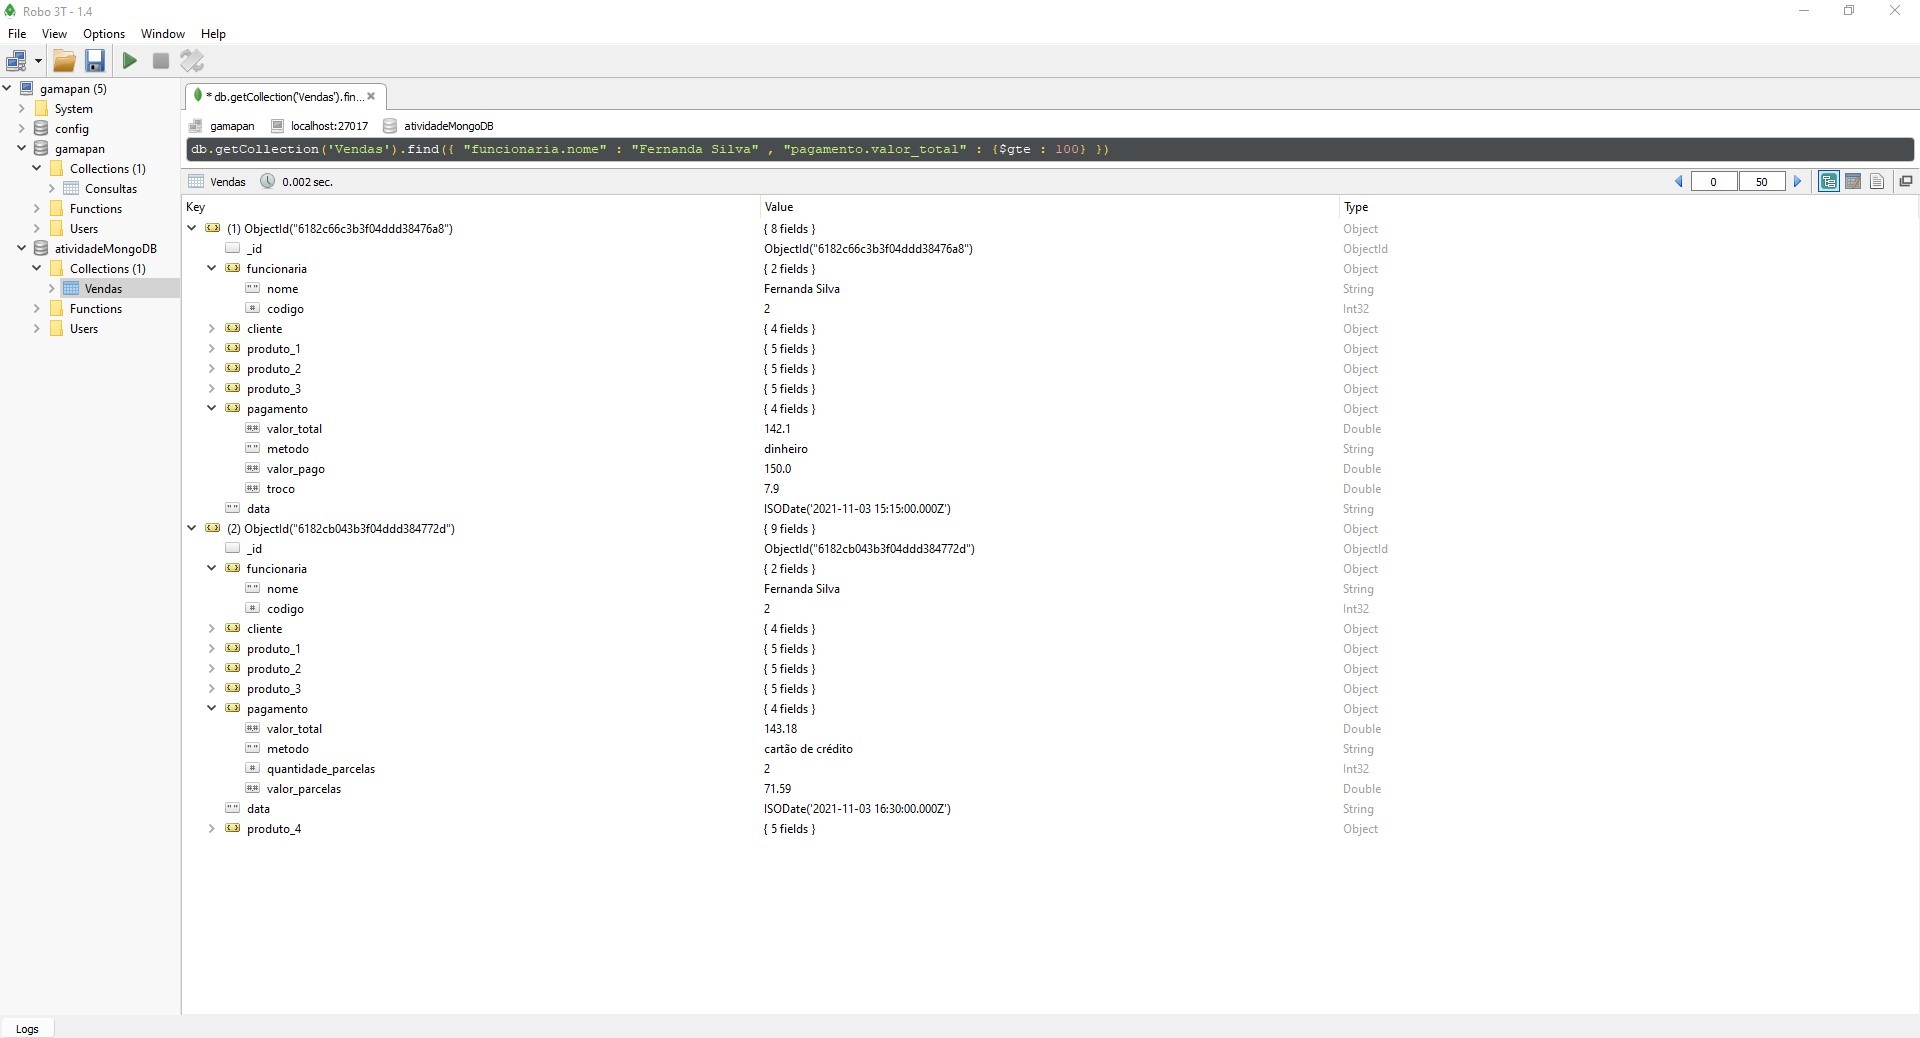 Robo 3T - 1.4
File View Options Window Help
gamapan (5)
System
config
gamapan
Collections (1)
Consultas
Functions
Users
atividadeMongoDB
Collections (1)
Vendas
Functions
Users
* db.getCollection('Vendas').fin...
gamapan localhost:27017 atividadeMongoDB
db.getCollection('Vendas').find({ "funcionaria.nome" : "Fernanda Silva" , "pagamento.valor_total" : {$gte : 100} })
Vendas 0.002 sec. 0 50
Key Value Type
(1) ObjectId("6182c66c3b3f04ddd38476a8") { 8 fields } Object
_id ObjectId("6182c66c3b3f04ddd38476a8") ObjectId
funcionaria { 2 fields } Object
nome Fernanda Silva String
codigo 2 Int32
cliente { 4 fields } Object
produto_1 { 5 fields } Object
produto_2 { 5 fields } Object
produto_3 { 5 fields } Object
pagamento { 4 fields } Object
valor_total 142.1 Double
metodo dinheiro String
valor_pago 150.0 Double
troco 7.9 Double
data ISODate('2021-11-03 15:15:00.000Z') String
(2) ObjectId("6182cb043b3f04ddd384772d") { 9 fields } Object
_id ObjectId("6182cb043b3f04ddd384772d") ObjectId
funcionaria { 2 fields } Object
nome Fernanda Silva String
codigo 2 Int32
cliente { 4 fields } Object
produto_1 { 5 fields } Object
produto_2 { 5 fields } Object
produto_3 { 5 fields } Object
pagamento { 4 fields } Object
valor_total 143.18 Double
metodo cartão de crédito String
quantidade_parcelas 2 Int32
valor_parcelas 71.59 Double
data ISODate('2021-11-03 16:30:00.000Z') String
produto_4 { 5 fields } Object
Logs